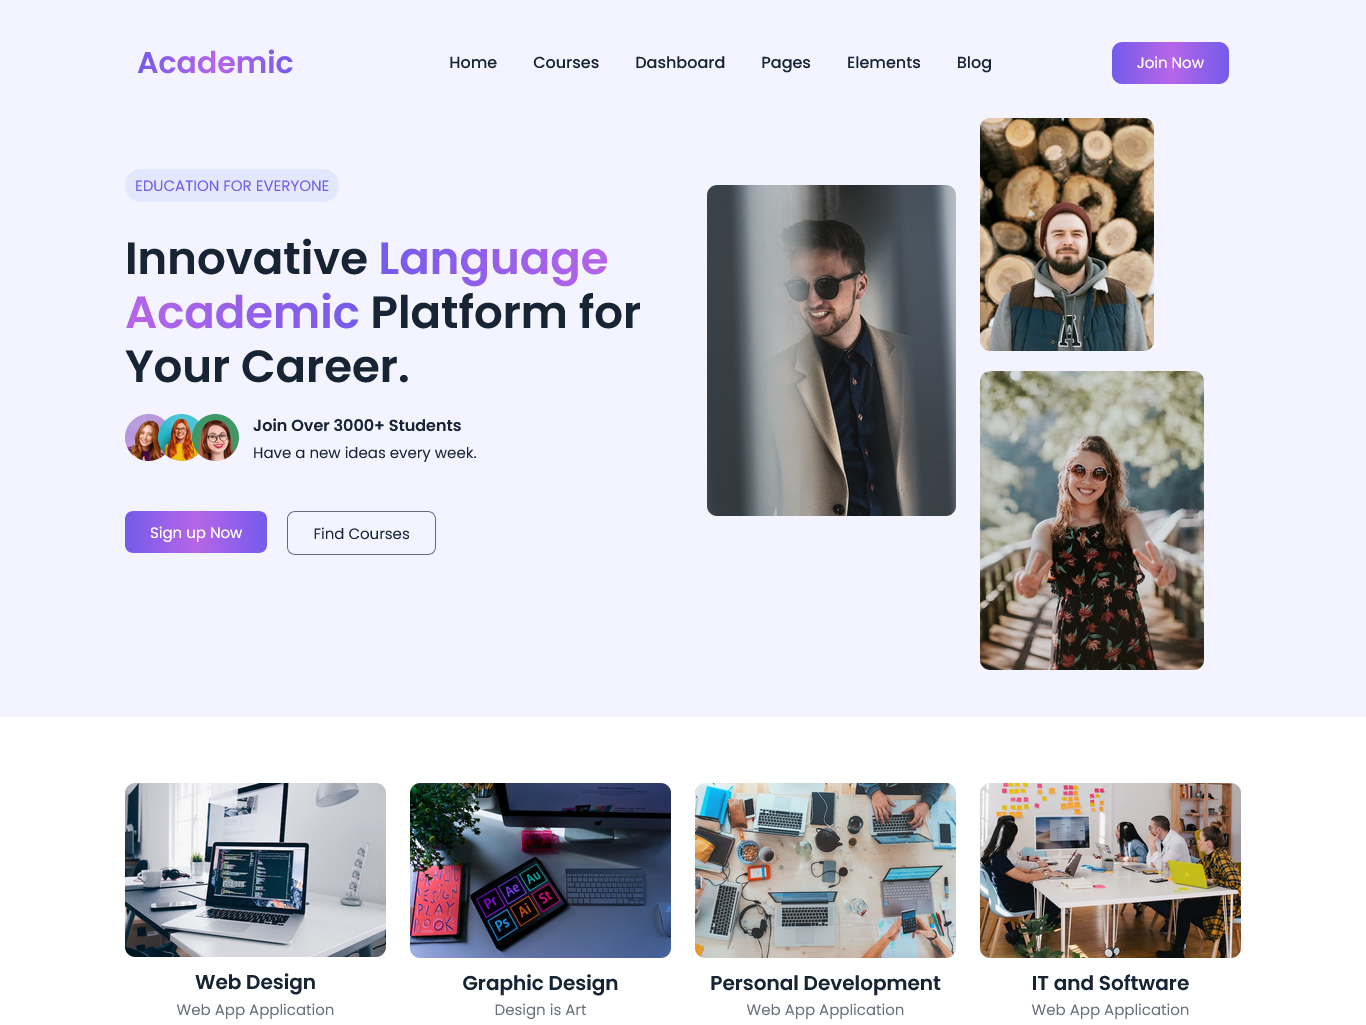 Academic
Home Courses Dashboard Pages Elements Blog
Join Now
EDUCATION FOR EVERYONE
Innovative Language
Academic Platform for
Your Career.
Join Over 3000+ Students
Have a new ideas every week.
Sign up Now
Find Courses
A
Pr Ae Au
Ps Ai St
DESIGN
PLAY
BOOK
Web Design
Web App Application
Graphic Design
Design is Art
Personal Development
Web App Application
IT and Software
Web App Application